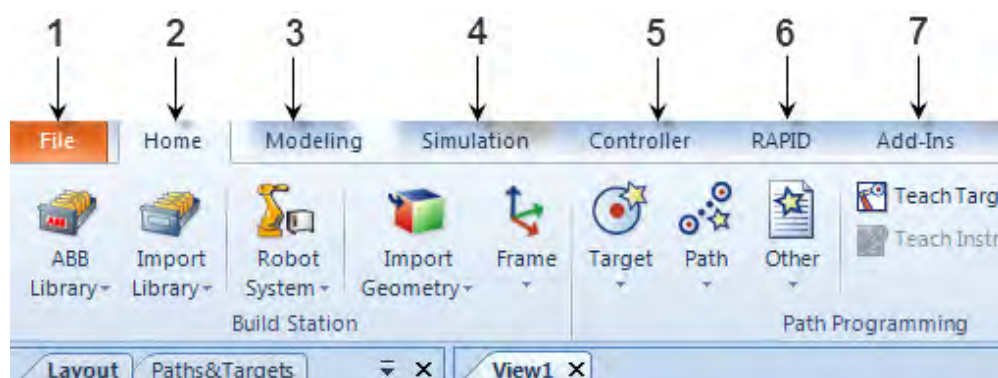 1 2 3 4 5 6 7
File Home Modeling Simulation Controller RAPID Add-Ins
ABB Library Import Library Robot System Import Geometry Frame Target Path Other Teach Targ
Teach Instr
Build Station Path Programming
Layout Paths&Targets View1